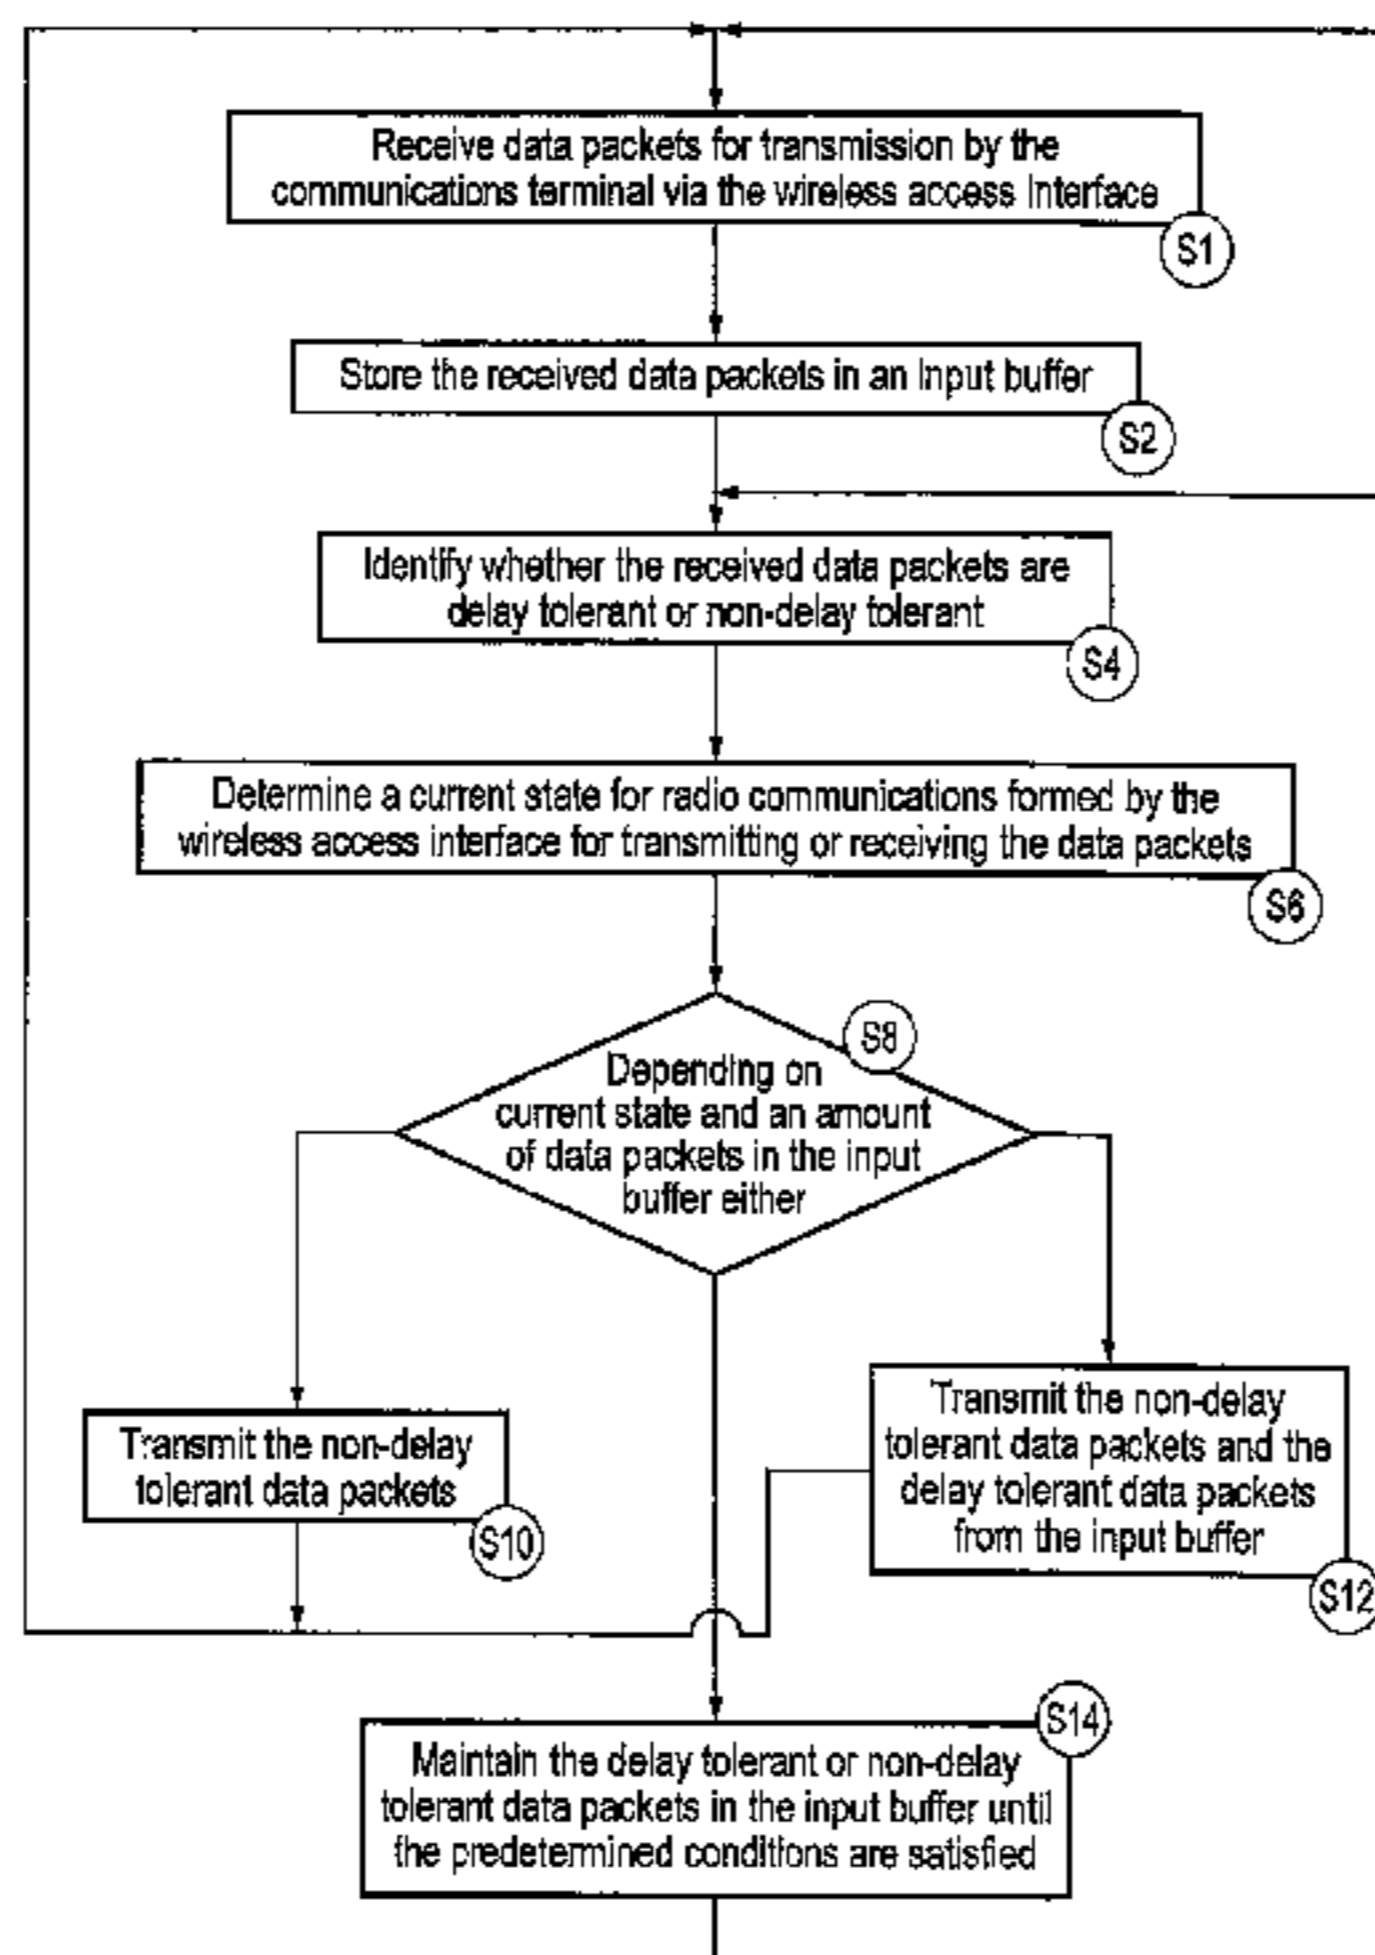 Receive data packets for transmission by the
communications terminal via the wireless access Interface
S1
Store the received data packets in an Input buffer
S2
Identify whether the received data packets are
delay tolerant or non-delay tolerant
S4
Determine a current state for radio communications formed by the
wireless access interface for transmitting or receiving the data packets
S6
S8
Depending on
current state and an amount
of data packets in the input
buffer either
Transmit the non-delay
tolerant data packets
S10
Transmit the non-delay
tolerant data packets and the
delay tolerant data packets
from the input buffer
S12
S14
Maintain the delay tolerant or non-delay
tolerant data packets in the input buffer until
the predetermined conditions are satisfied